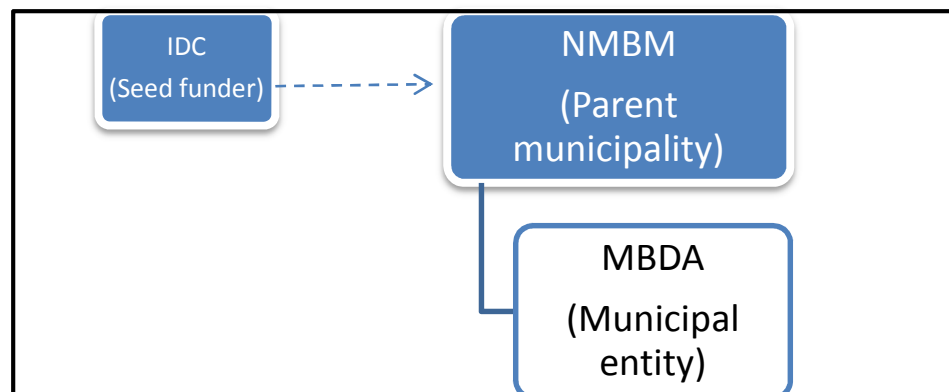 IDC
(Seed funder)
NMBM
(Parent
municipality)
MBDA
(Municipal
entity)